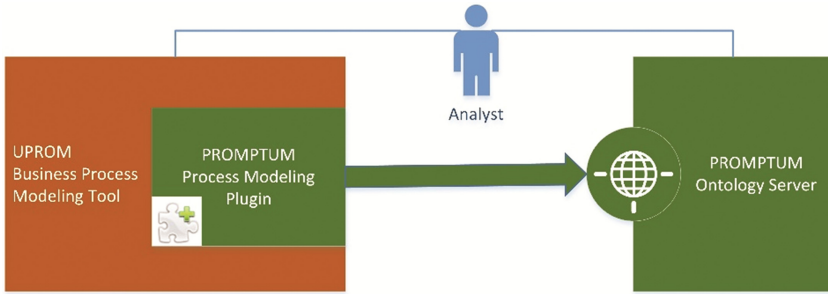 Analyst
UPROM
Business Process
Modeling Tool
PROMPTUM
Process Modeling
Plugin
PROMPTUM
Ontology Server